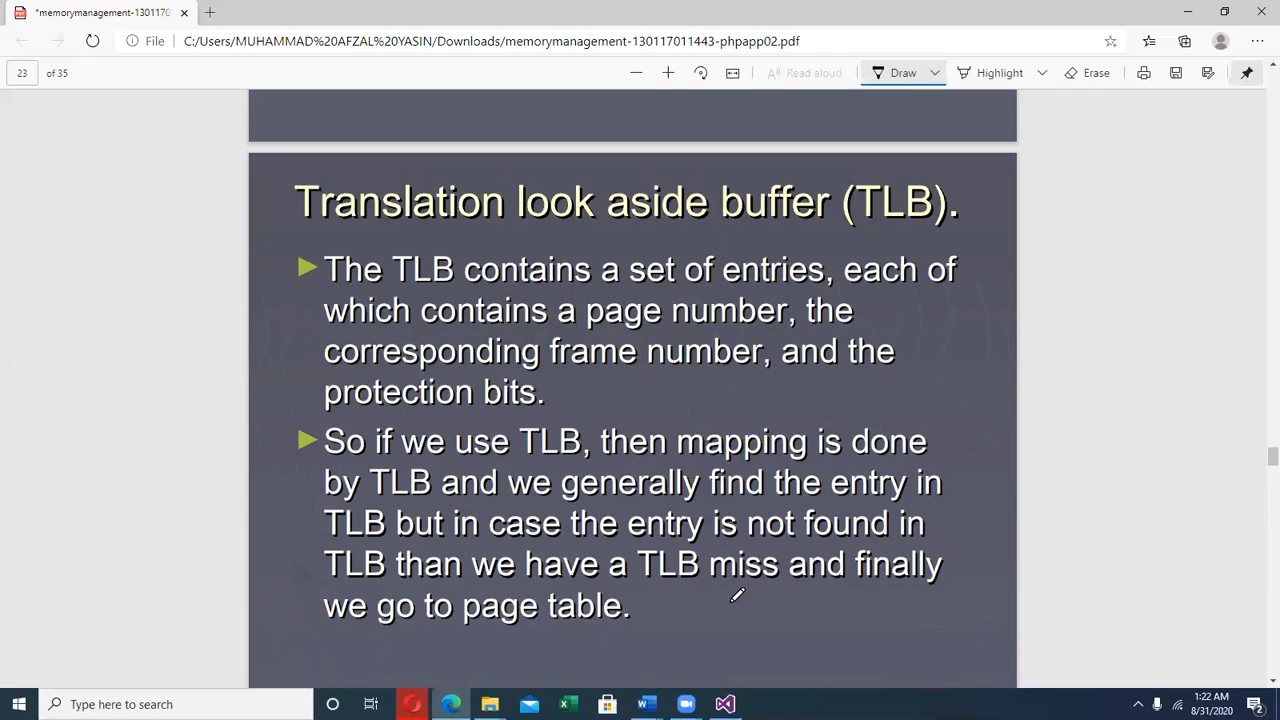 *memorymanagement-1301170
File
C:/Users/MUHAMMAD%20AFZAL%20YASIN/Downloads/memorymanagement-130117011443-phpapp02.pdf
23 of 35
Read aloud
Draw
Highlight
Erase
Translation look aside buffer (TLB).
The TLB contains a set of entries, each of
which contains a page number, the
corresponding frame number, and the
protection bits.
So if we use TLB, then mapping is done
by TLB and we generally find the entry in
TLB but in case the entry is not found in
TLB than we have a TLB miss and finally
we go to page table.
Type here to search
1:22 AM
8/31/2020
2